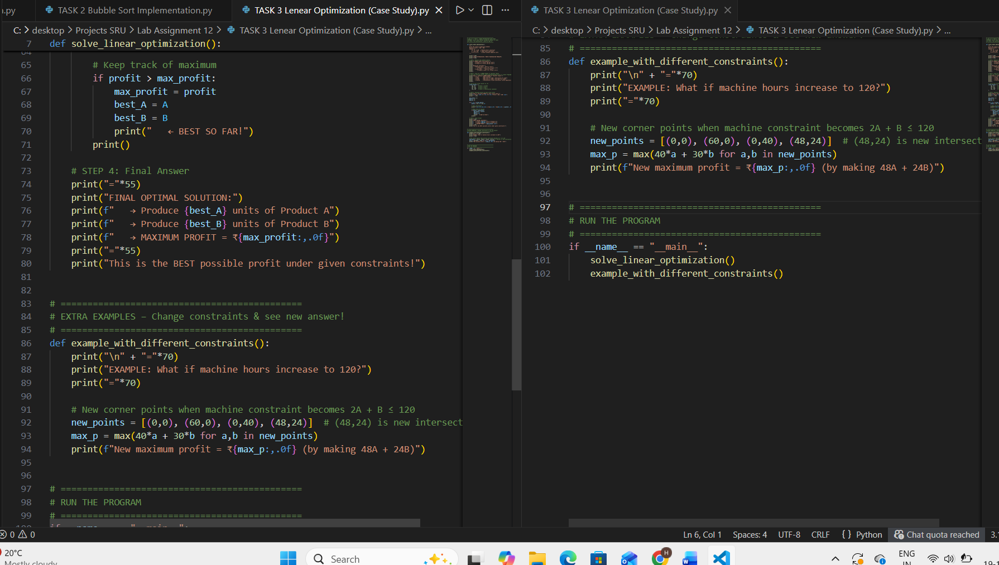 .py
TASK 2 Bubble Sort Implementation.py
TASK 3 Lenear Optimization (Case Study).py
C: > desktop > Projects SRU > Lab Assignment 12 > TASK 3 Lenear Optimization (Case Study).py > ...
7 def solve_linear_optimization():
64
65 # Keep track of maximum
66 if profit > max_profit:
67 max_profit = profit
68 best_A = A
69 best_B = B
70 print("   ← BEST SO FAR!")
71 print()
72
73 # STEP 4: Final Answer
74 print("="*55)
75 print("FINAL OPTIMAL SOLUTION:")
76 print(f"   → Produce {best_A} units of Product A")
77 print(f"   → Produce {best_B} units of Product B")
78 print(f"   → MAXIMUM PROFIT = ₹{max_profit:,.0f}")
79 print("="*55)
80 print("This is the BEST possible profit under given constraints!")
81
82
83 # =============================================
84 # EXTRA EXAMPLES – Change constraints & see new answer!
85 # =============================================
86 def example_with_different_constraints():
87 print("\n" + "="*70)
88 print("EXAMPLE: What if machine hours increase to 120?")
89 print("="*70)
90
91 # New corner points when machine constraint becomes 2A + B ≤ 120
92 new_points = [(0,0), (60,0), (0,40), (48,24)]  # (48,24) is new intersect
93 max_p = max(40*a + 30*b for a,b in new_points)
94 print(f"New maximum profit = ₹{max_p:,.0f} (by making 48A + 24B)")
95
96
97 # =============================================
98 # RUN THE PROGRAM
99 # =============================================
TASK 3 Lenear Optimization (Case Study).py
C: > desktop > Projects SRU > Lab Assignment 12 > TASK 3 Lenear Optimization (Case Study).py > ...
85 # =============================================
86 def example_with_different_constraints():
87 print("\n" + "="*70)
88 print("EXAMPLE: What if machine hours increase to 120?")
89 print("="*70)
90
91 # New corner points when machine constraint becomes 2A + B ≤ 120
92 new_points = [(0,0), (60,0), (0,40), (48,24)]  # (48,24) is new intersect
93 max_p = max(40*a + 30*b for a,b in new_points)
94 print(f"New maximum profit = ₹{max_p:,.0f} (by making 48A + 24B)")
95
96
97 # =============================================
98 # RUN THE PROGRAM
99 # =============================================
100 if __name__ == "__main__":
101 solve_linear_optimization()
102 example_with_different_constraints()
0 0
Ln 6, Col 1 Spaces: 4 UTF-8 CRLF { } Python Chat quota reached
20°C
Mostly cloudy
Search
H
ENG
IN